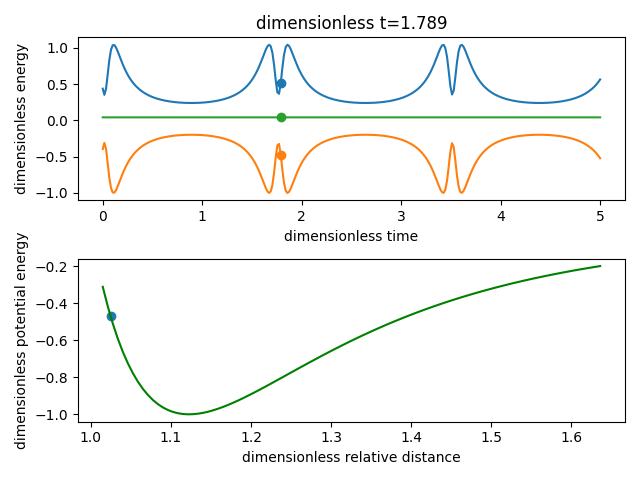 dimensionless t=1.789
dimensionless energy
1.0
0.5
0.0
−0.5
−1.0
0 1 2 3 4 5
dimensionless time
dimensionless potential energy
−0.2
−0.4
−0.6
−0.8
−1.0
1.0 1.1 1.2 1.3 1.4 1.5 1.6
dimensionless relative distance